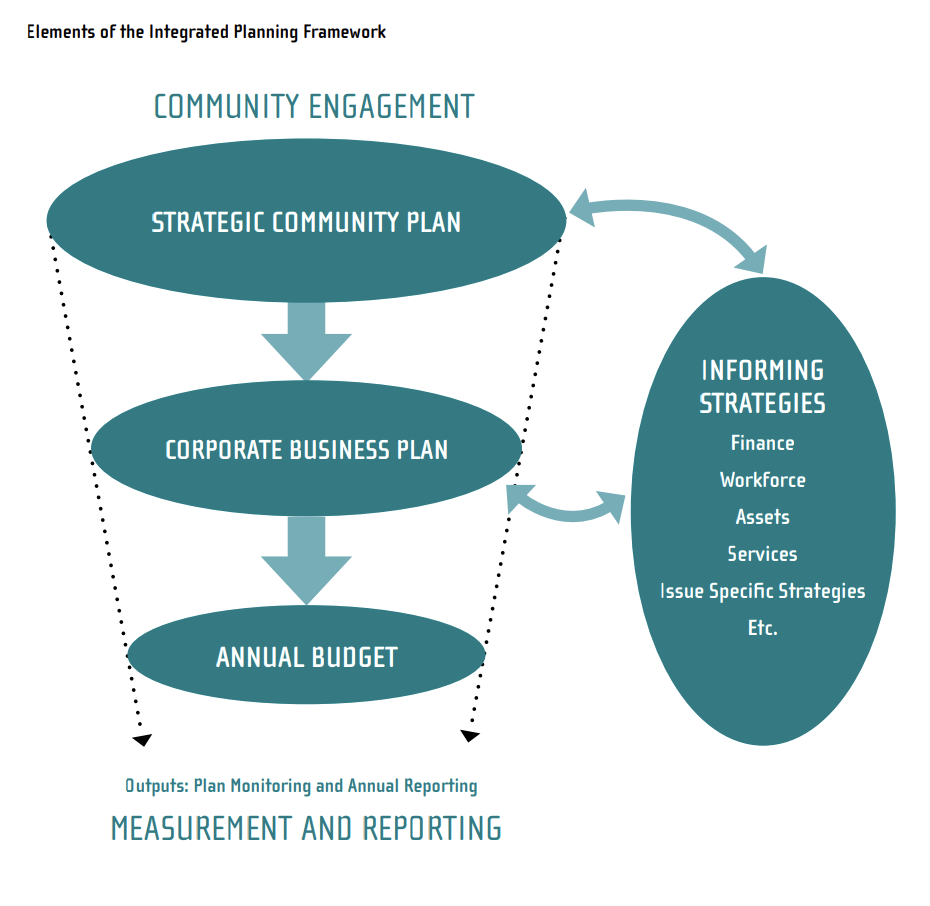 Elements of the Integrated Planning Framework
COMMUNITY ENGAGEMENT
STRATEGIC COMMUNITY PLAN
CORPORATE BUSINESS PLAN
ANNUAL BUDGET
INFORMING
STRATEGIES
Finance
Workforce
Assets
Services
Issue Specific Strategies
Etc.
Outputs: Plan Monitoring and Annual Reporting
MEASUREMENT AND REPORTING